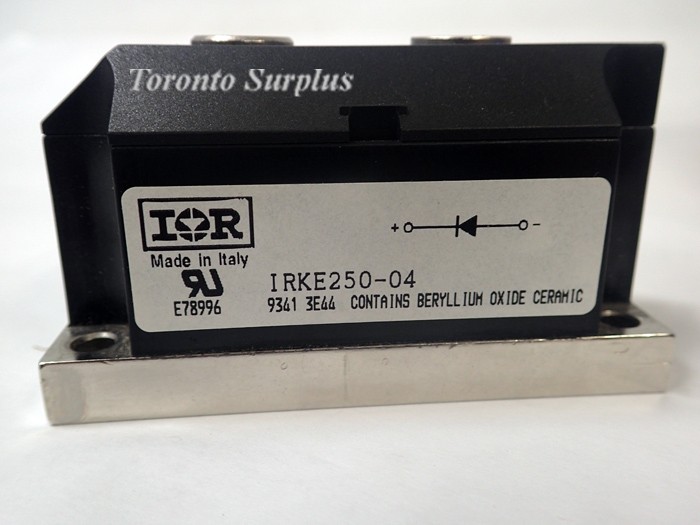 Toronto Surplus
IOR
Made in Italy
+ -
IRKE250-04
E78996
9341 3E44 CONTAINS BERYLLIUM OXIDE CERAMIC